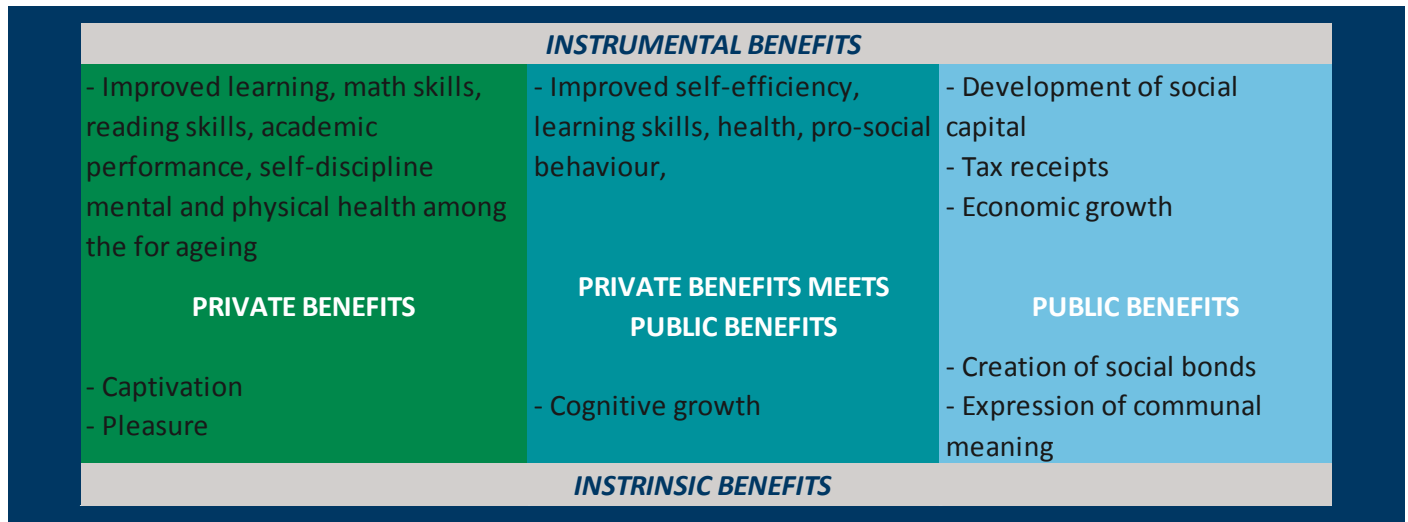 INSTRUMENTAL BENEFITS
- Improved learning, math skills,
reading skills, academic
performance, self-discipline
mental and physical health among
the for ageing
- Improved self-efficiency,
learning skills, health, pro-social
behaviour,
- Development of social
capital
- Tax receipts
- Economic growth
PRIVATE BENEFITS
PRIVATE BENEFITS MEETS
PUBLIC BENEFITS
PUBLIC BENEFITS
- Captivation
- Pleasure
- Cognitive growth
- Creation of social bonds
- Expression of communal
meaning
INSTRINSIC BENEFITS